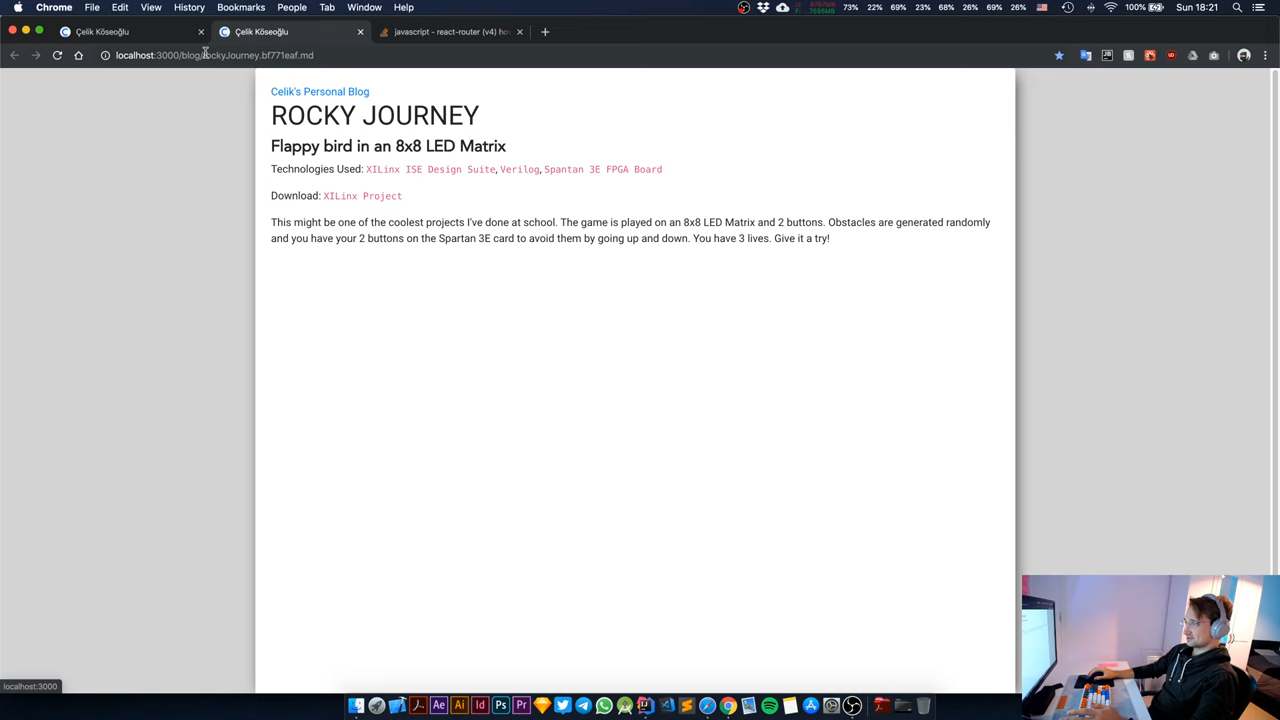 Chrome File Edit View History Bookmarks People Tab Window Help 73% 22% 69% 23% 68% 26% 69% 26% 100% Sun 18:21
Çelik Köseoğlu
Çelik Köseoğlu
javascript - react-router (v4) ho
localhost:3000/blog/rockyJourney.bf771eaf.md
Celik's Personal Blog
ROCKY JOURNEY
Flappy bird in an 8x8 LED Matrix
Technologies Used: XILinx ISE Design Suite, Verilog, Spantan 3E FPGA Board
Download: XILinx Project
This might be one of the coolest projects I've done at school. The game is played on an 8x8 LED Matrix and 2 buttons. Obstacles are generated randomly
and you have your 2 buttons on the Spartan 3E card to avoid them by going up and down. You have 3 lives. Give it a try!
localhost:3000
Ae Ai Id Ps Pr